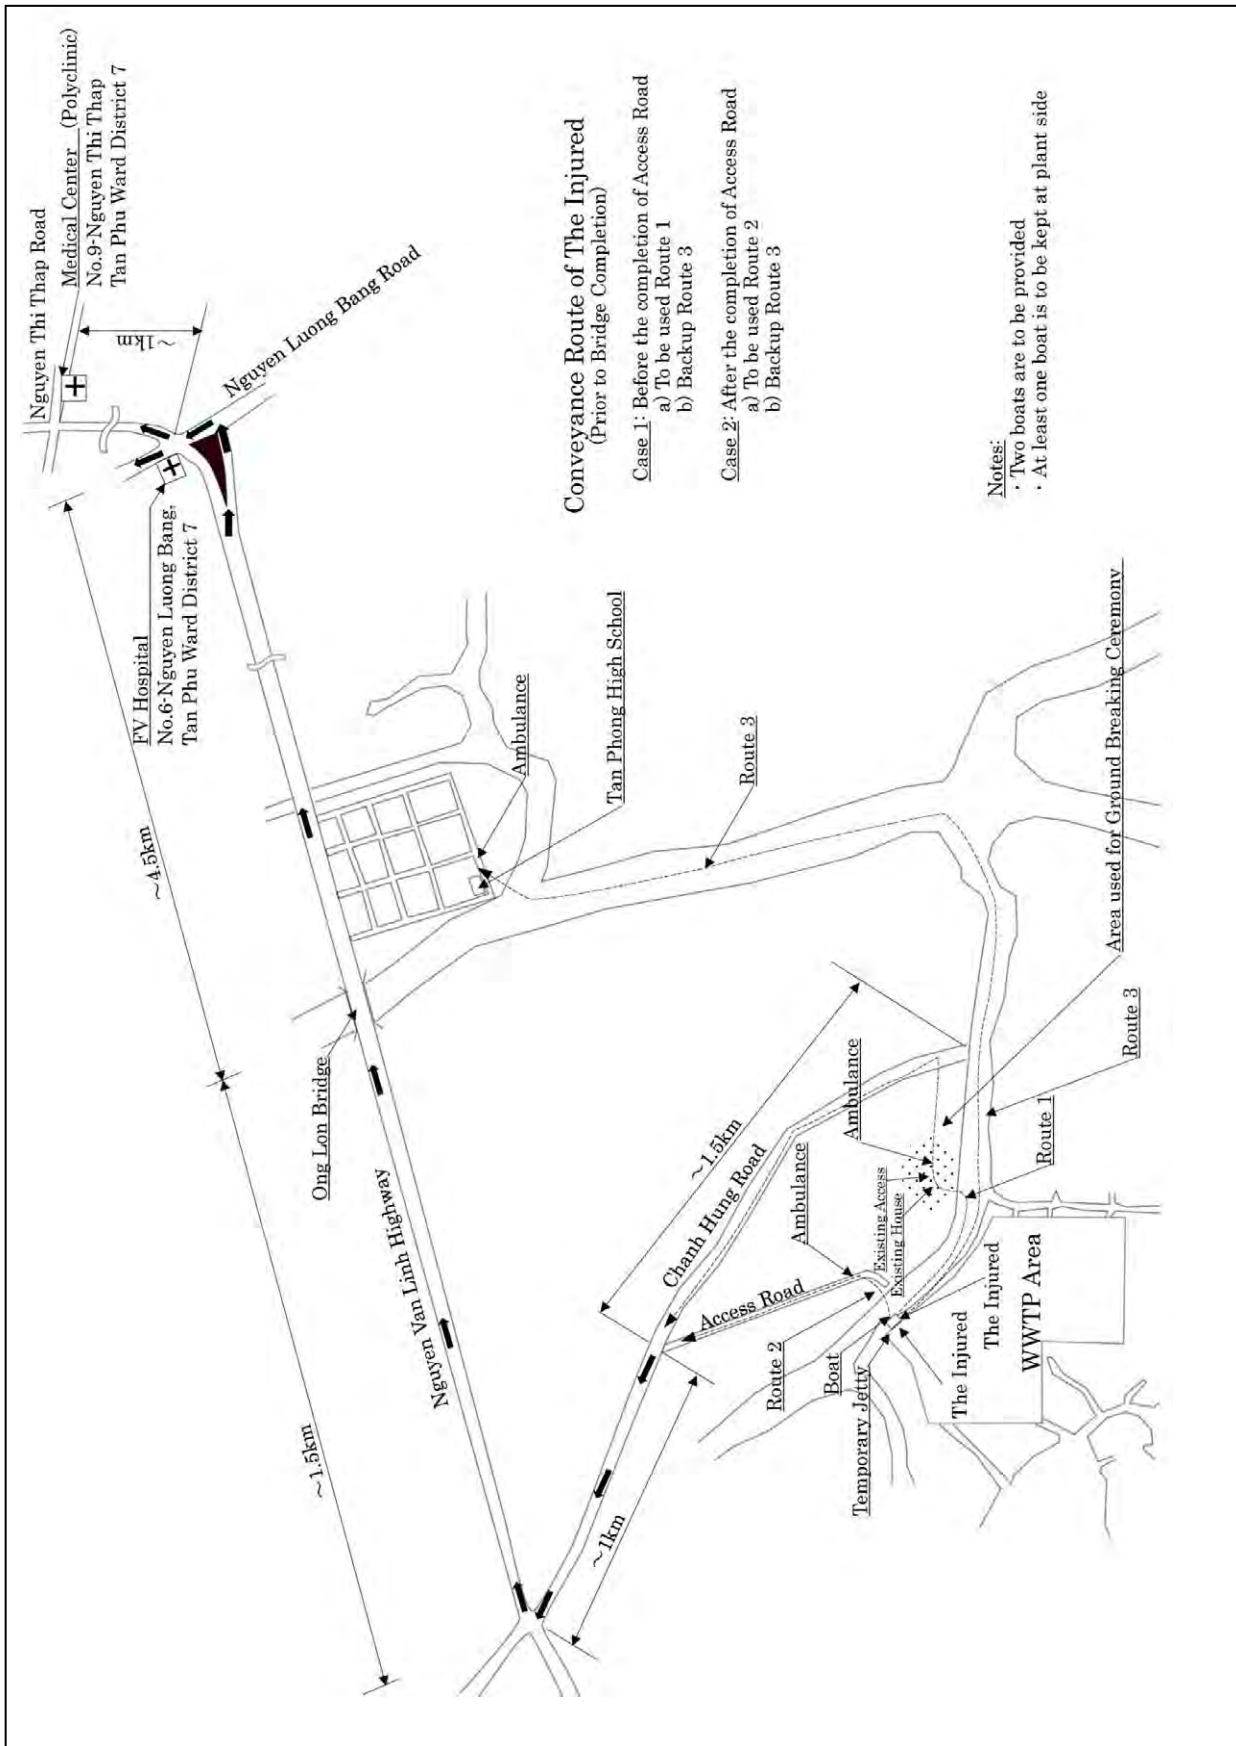 Nguyen Thi Thap Road
Medical Center (Polyclinic)
No.9-Nguyen Thi Thap
Tan Phu Ward District 7
~1km
Nguyen Luong Bang Road
FV Hospital
No.6-Nguyen Luong Bang,
Tan Phu Ward District 7
~4.5km
Conveyance Route of The Injured
(Prior to Bridge Completion)
Case 1: Before the completion of Access Road
a) To be used Route 1
b) Backup Route 3
Case 2: After the completion of Access Road
a) To be used Route 2
b) Backup Route 3
Notes:
· Two boats are to be provided
· At least one boat is to be kept at plant side
Ambulance
Tan Phong High School
Route 3
Area used for Ground Breaking Ceremony
Ong Lon Bridge
Nguyen Van Linh Highway
~1.5km
~1.5km
Chanh Hung Road
Ambulance
Ambulance
Existing Access
Existing House
Access Road
Route 3
Route 1
Route 2
Boat
Temporary Jetty
The Injured
The Injured
WWTP Area
~1km